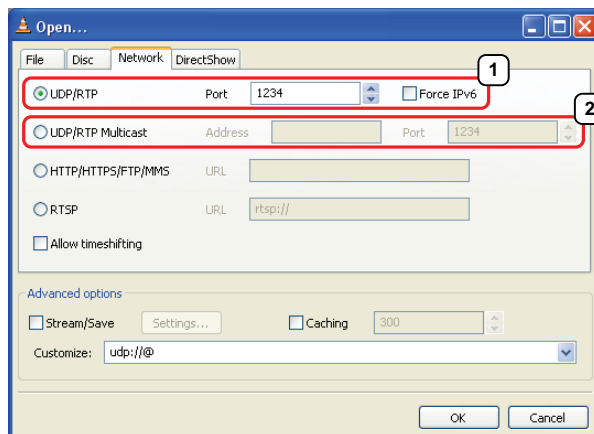 Open...
File Disc Network DirectShow
1
UDP/RTP Port 1234 Force IPv6
2
UDP/RTP Multicast Address Port 1234
HTTP/HTTPS/FTP/MMS URL
RTSP URL rtsp://
Allow timeshifting
Advanced options
Stream/Save Settings... Caching 300
Customize: udp://@
OK Cancel